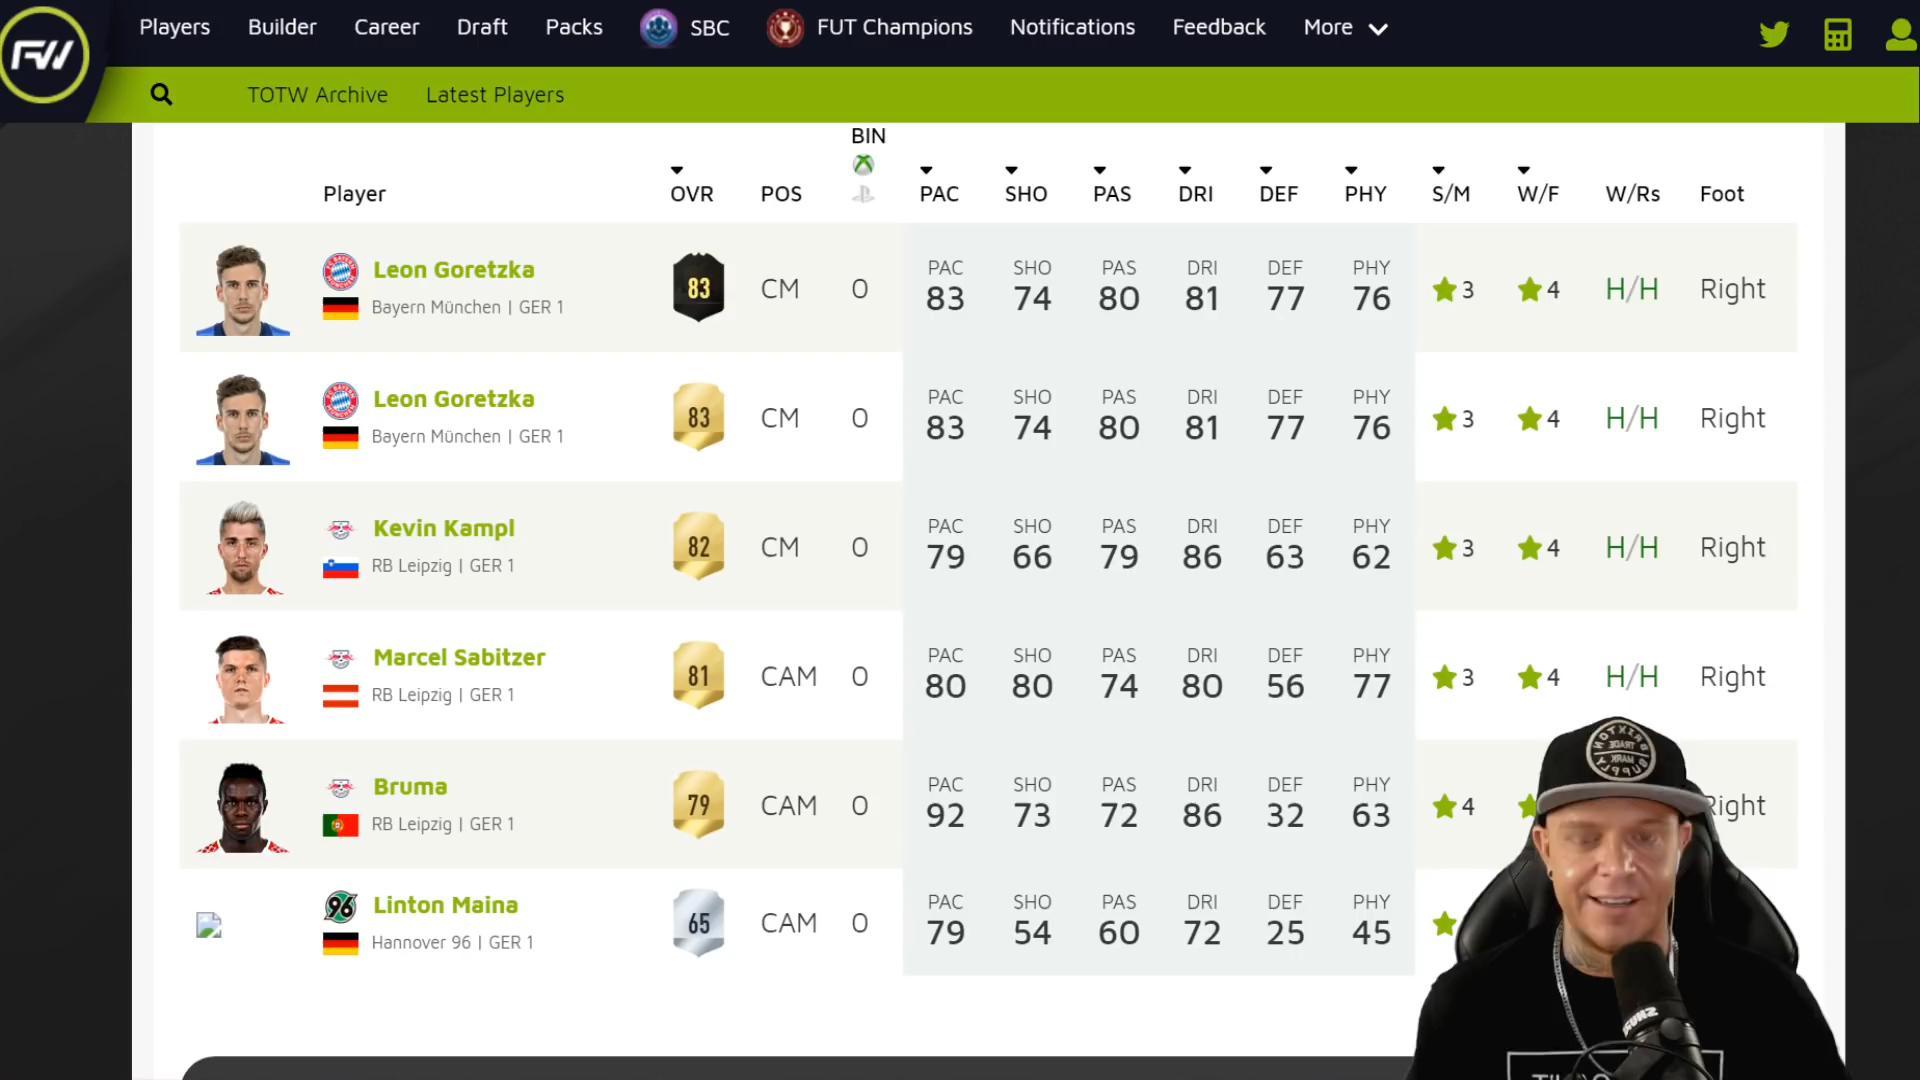 FW
Players Builder Career Draft Packs SBC FUT Champions Notifications Feedback More
TOTW Archive Latest Players
BIN
Player OVR POS PAC SHO PAS DRI DEF PHY S/M W/F W/Rs Foot
Leon Goretzka
Bayern München | GER 1
83 CM 0
PAC SHO PAS DRI DEF PHY
83 74 80 81 77 76
3 4 H/H Right
Leon Goretzka
Bayern München | GER 1
83 CM 0
PAC SHO PAS DRI DEF PHY
83 74 80 81 77 76
3 4 H/H Right
Kevin Kampl
RB Leipzig | GER 1
82 CM 0
PAC SHO PAS DRI DEF PHY
79 66 79 86 63 62
3 4 H/H Right
Marcel Sabitzer
RB Leipzig | GER 1
81 CAM 0
PAC SHO PAS DRI DEF PHY
80 80 74 80 56 77
3 4 H/H Right
Bruma
RB Leipzig | GER 1
79 CAM 0
PAC SHO PAS DRI DEF PHY
92 73 72 86 32 63
4 Right
96 Linton Maina
Hannover 96 | GER 1
65 CAM 0
PAC SHO PAS DRI DEF PHY
79 54 60 72 25 45
BRIXTON
TRADE
MARK
SUPPLY